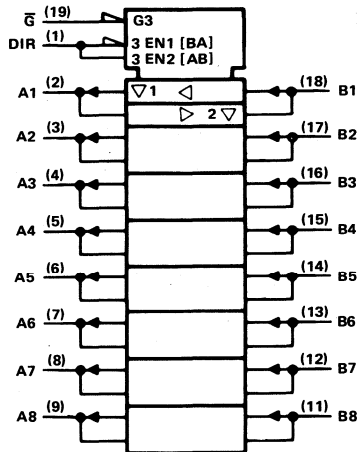 G̅ (19) G3
DIR (1) 3 EN1 [BA]
3 EN2 [AB]
A1 (2) ▽1 ◁ (18) B1
▷ 2▽
A2 (3) (17) B2
A3 (4) (16) B3
A4 (5) (15) B4
A5 (6) (14) B5
A6 (7) (13) B6
A7 (8) (12) B7
A8 (9) (11) B8